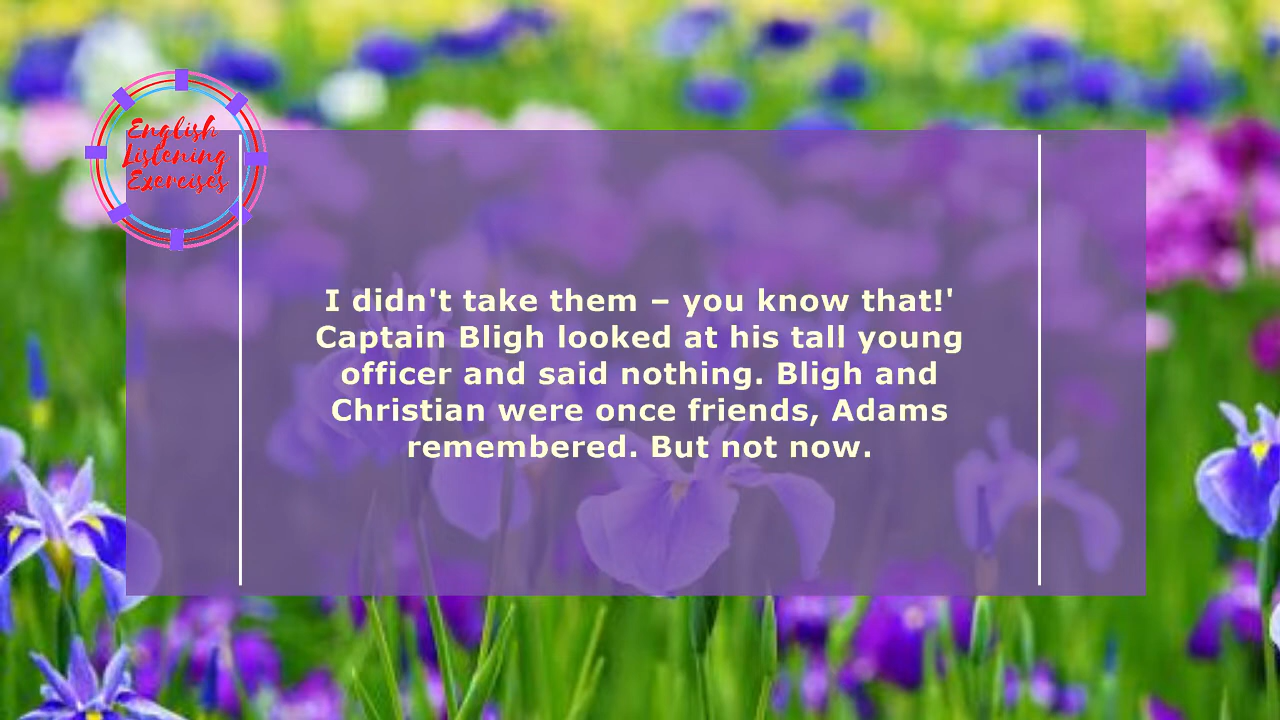 English
Listening
Exercises
I didn't take them – you know that!'
Captain Bligh looked at his tall young
officer and said nothing. Bligh and
Christian were once friends, Adams
remembered. But not now.